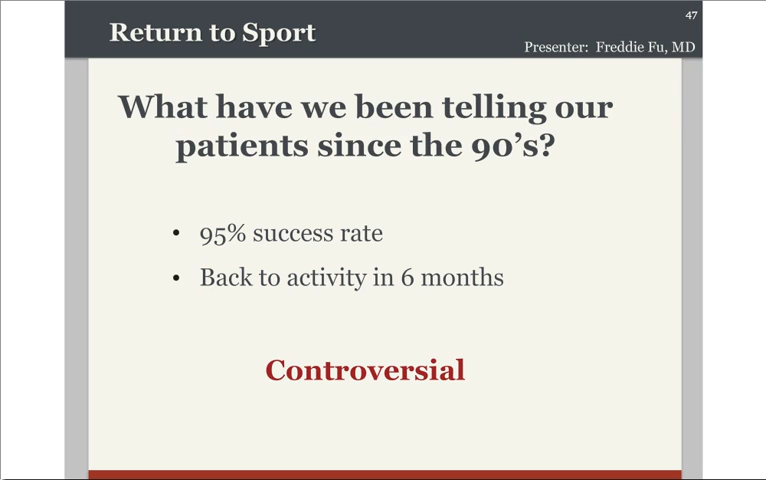 47
Return to Sport
Presenter: Freddie Fu, MD
What have we been telling our
patients since the 90's?
• 95% success rate
• Back to activity in 6 months
Controversial